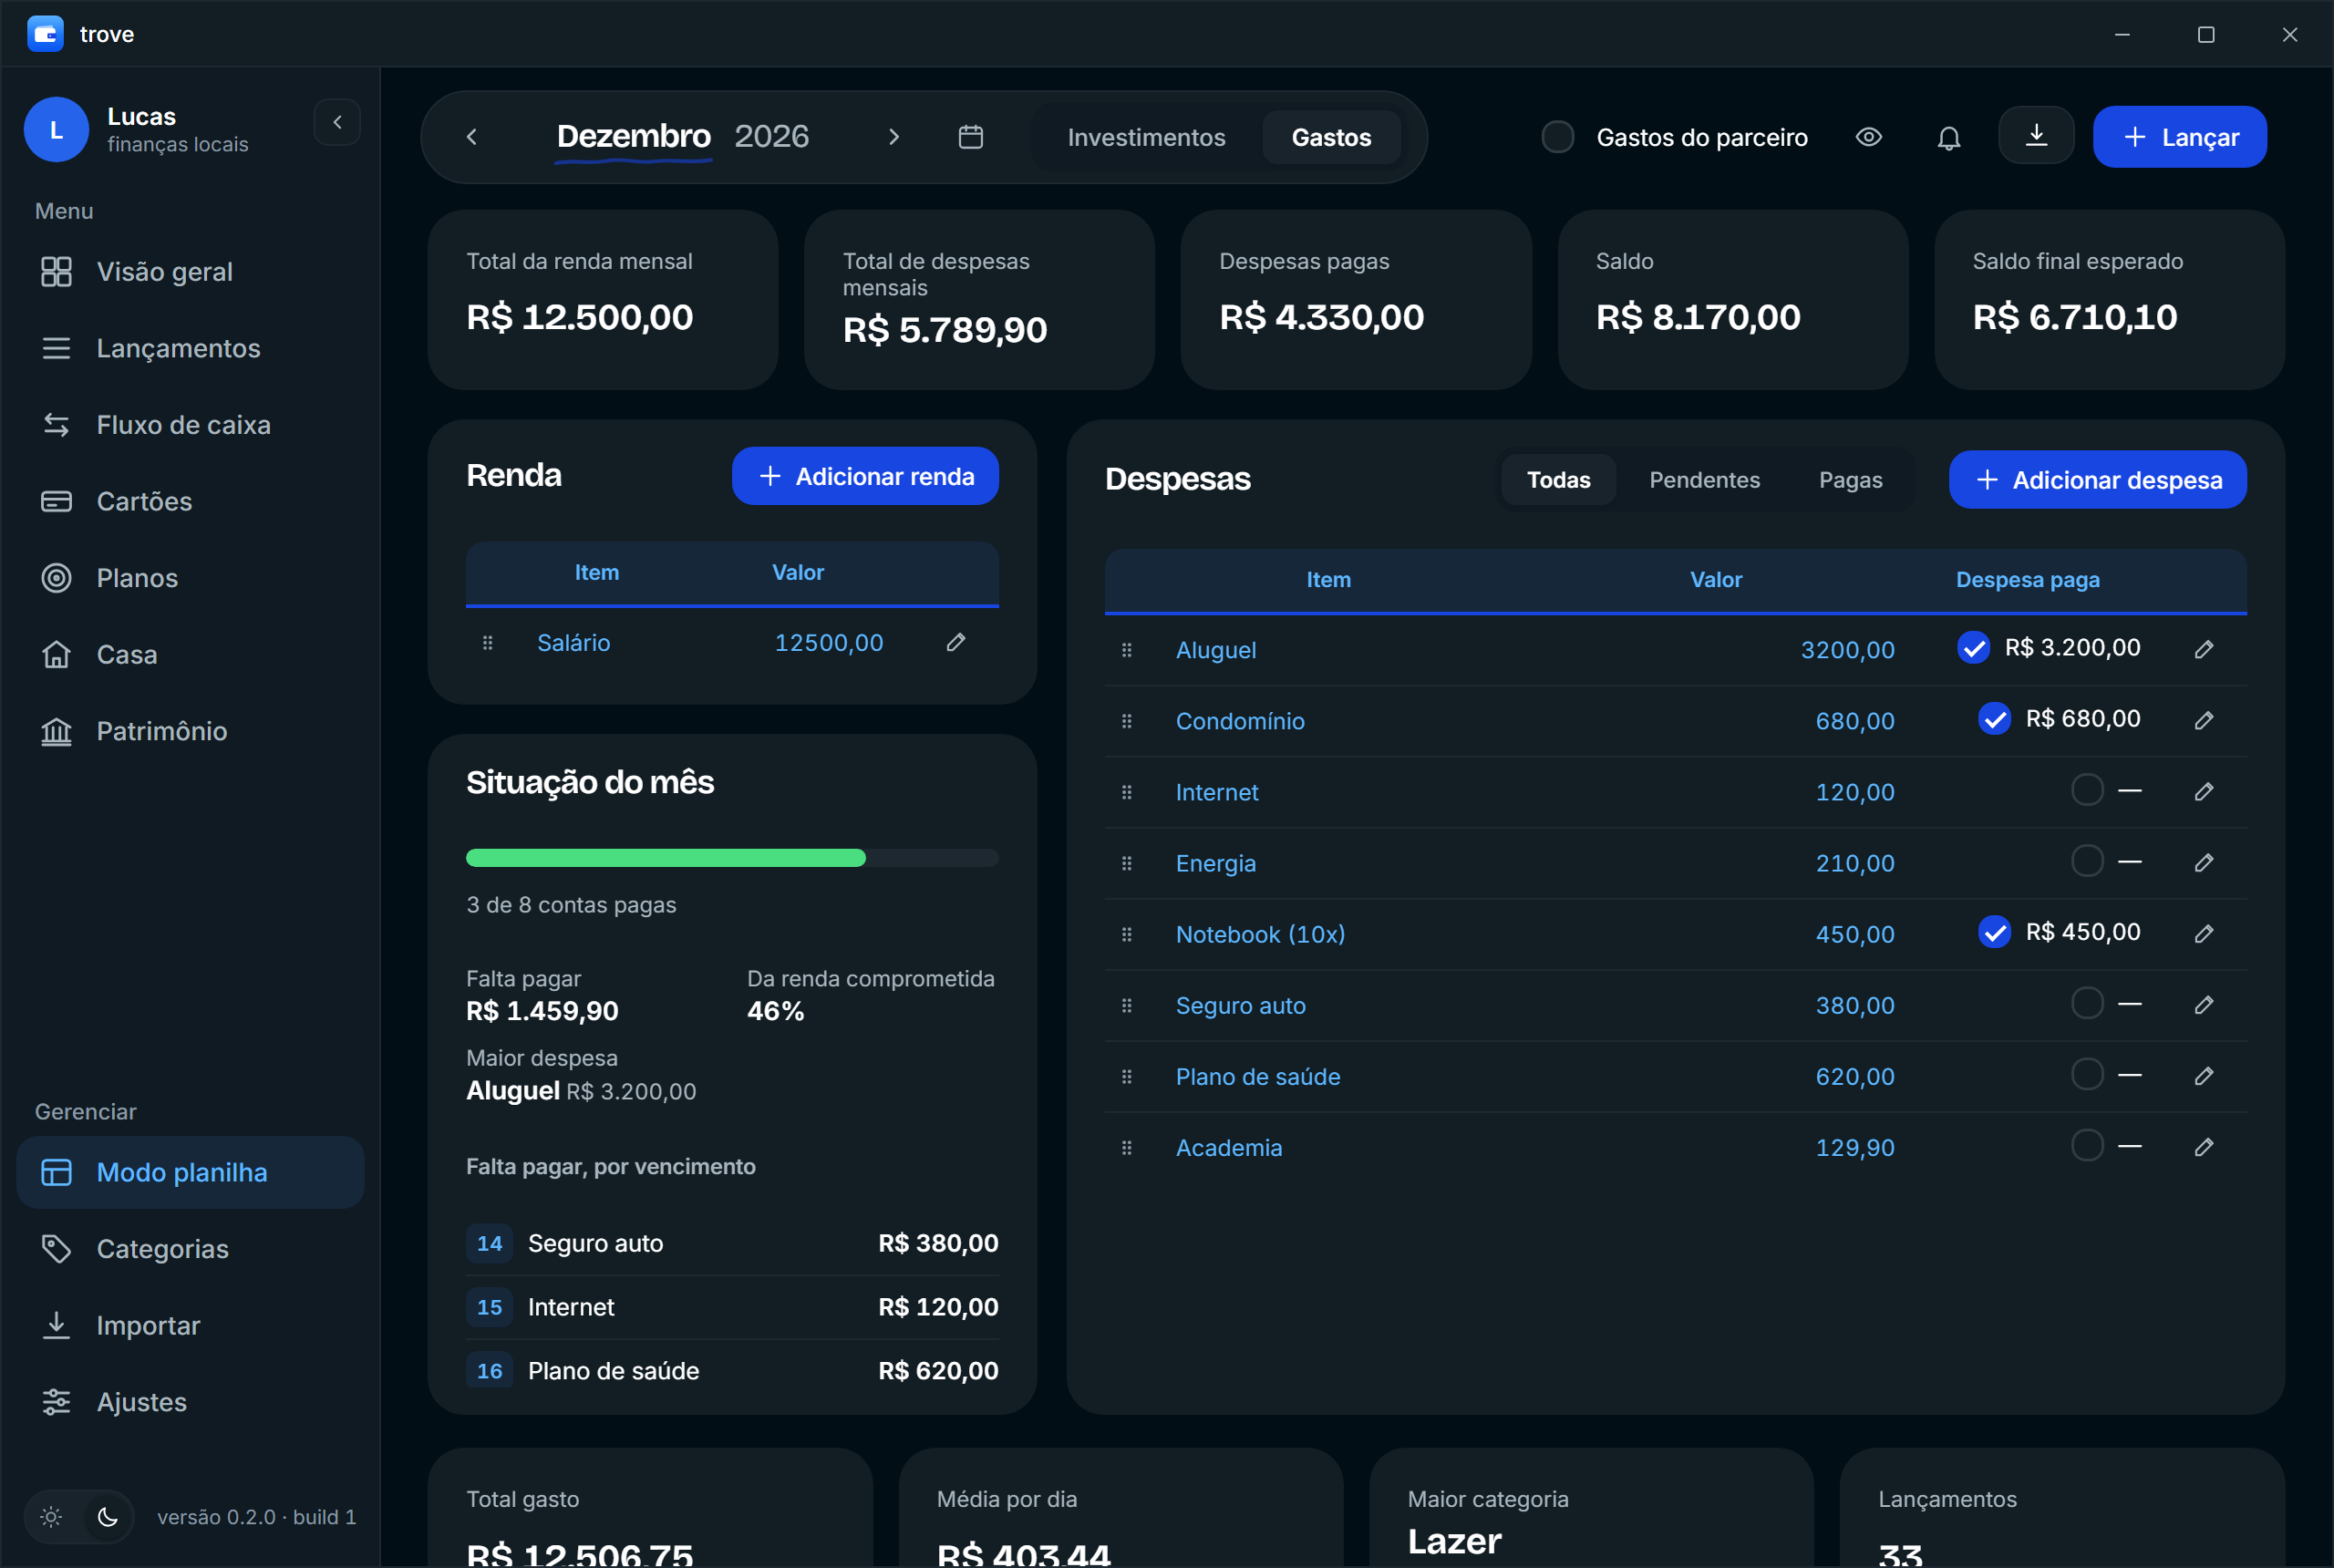 trove
L
Lucas
finanças locais
Menu
Visão geral
Lançamentos
Fluxo de caixa
Cartões
Planos
Casa
Patrimônio
Gerenciar
Modo planilha
Categorias
Importar
Ajustes
versão 0.2.0 · build 1
Dezembro 2026
Investimentos
Gastos
Gastos do parceiro
Lançar
Total da renda mensal
R$ 12.500,00
Total de despesas
mensais
R$ 5.789,90
Despesas pagas
R$ 4.330,00
Saldo
R$ 8.170,00
Saldo final esperado
R$ 6.710,10
Renda
Adicionar renda
Item Valor
Salário 12500,00
Situação do mês
3 de 8 contas pagas
Falta pagar
R$ 1.459,90
Da renda comprometida
46%
Maior despesa
Aluguel R$ 3.200,00
Falta pagar, por vencimento
14 Seguro auto R$ 380,00
15 Internet R$ 120,00
16 Plano de saúde R$ 620,00
Despesas
Todas
Pendentes
Pagas
Adicionar despesa
Item Valor Despesa paga
Aluguel 3200,00 R$ 3.200,00
Condomínio 680,00 R$ 680,00
Internet 120,00 —
Energia 210,00 —
Notebook (10x) 450,00 R$ 450,00
Seguro auto 380,00 —
Plano de saúde 620,00 —
Academia 129,90 —
Total gasto
R$ 12.506,75
Média por dia
R$ 403,44
Maior categoria
Lazer
Lançamentos
33